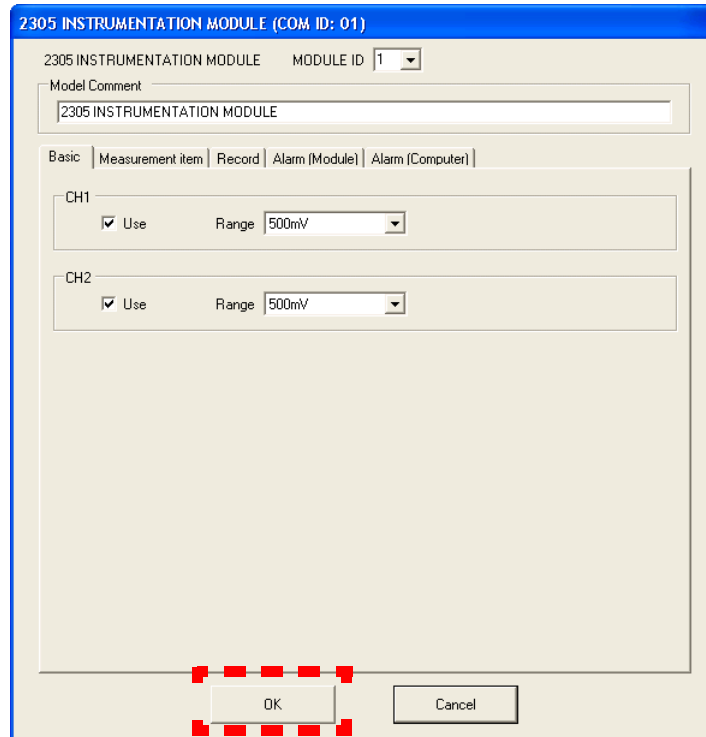 2305 INSTRUMENTATION MODULE (COM ID: 01)
2305 INSTRUMENTATION MODULE MODULE ID 1
Model Comment
2305 INSTRUMENTATION MODULE
Basic Measurement item Record Alarm (Module) Alarm (Computer)
CH1
Use Range 500mV
CH2
Use Range 500mV
OK Cancel